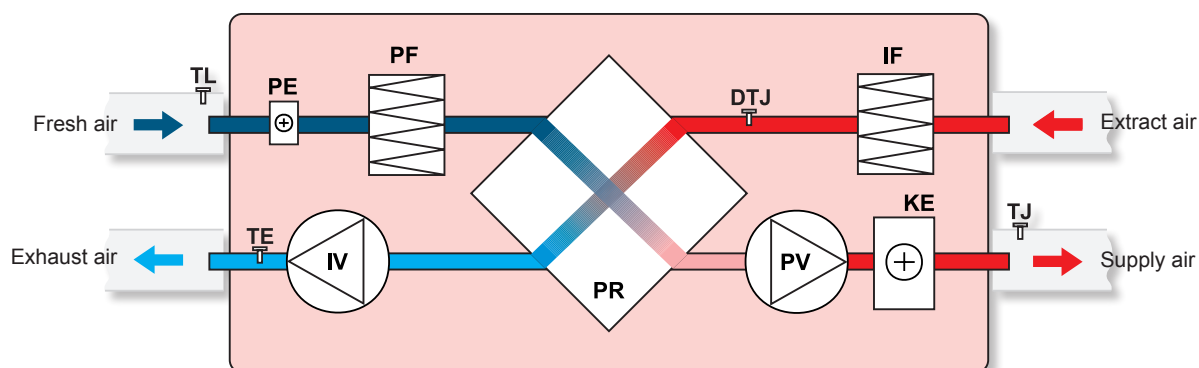 TL
PE
PF
DTJ
IF
Fresh air
Extract air
TE
IV
PR
PV
KE
TJ
Exhaust air
Supply air